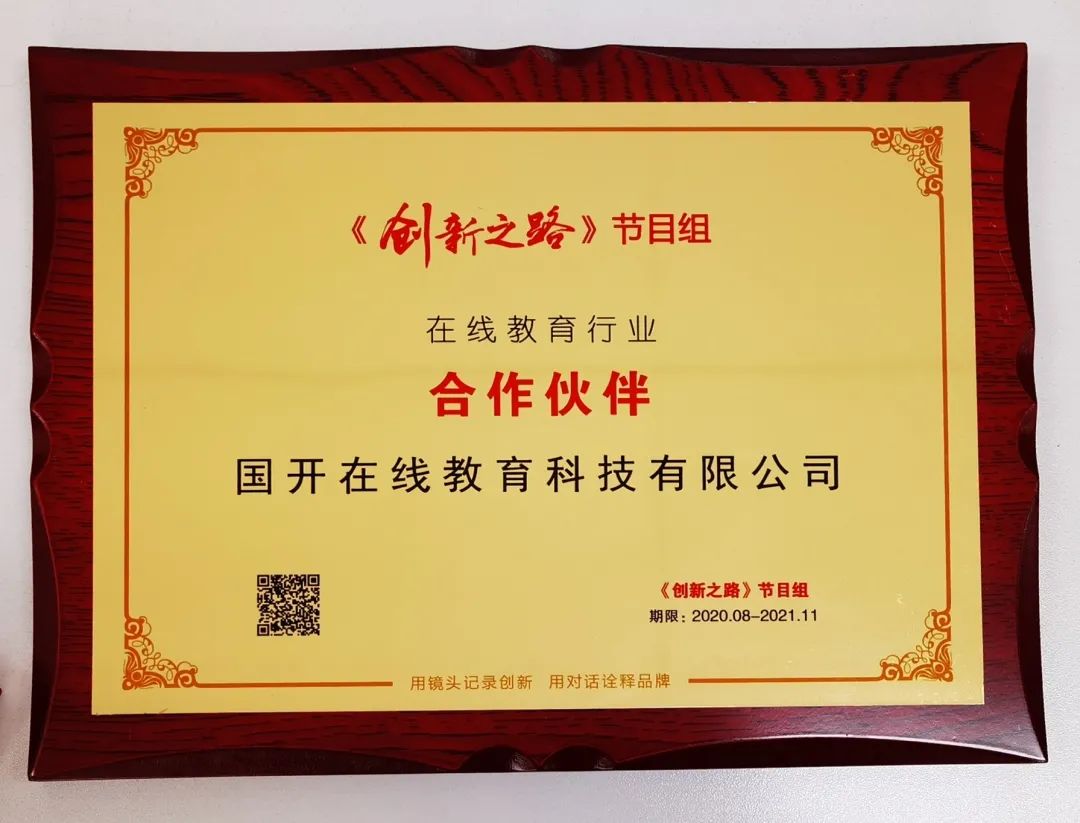 《创新之路》节目组
在线教育行业
合作伙伴
国开在线教育科技有限公司
《创新之路》节目组
期限：2020.08-2021.11
用镜头记录创新 用对话诠释品牌